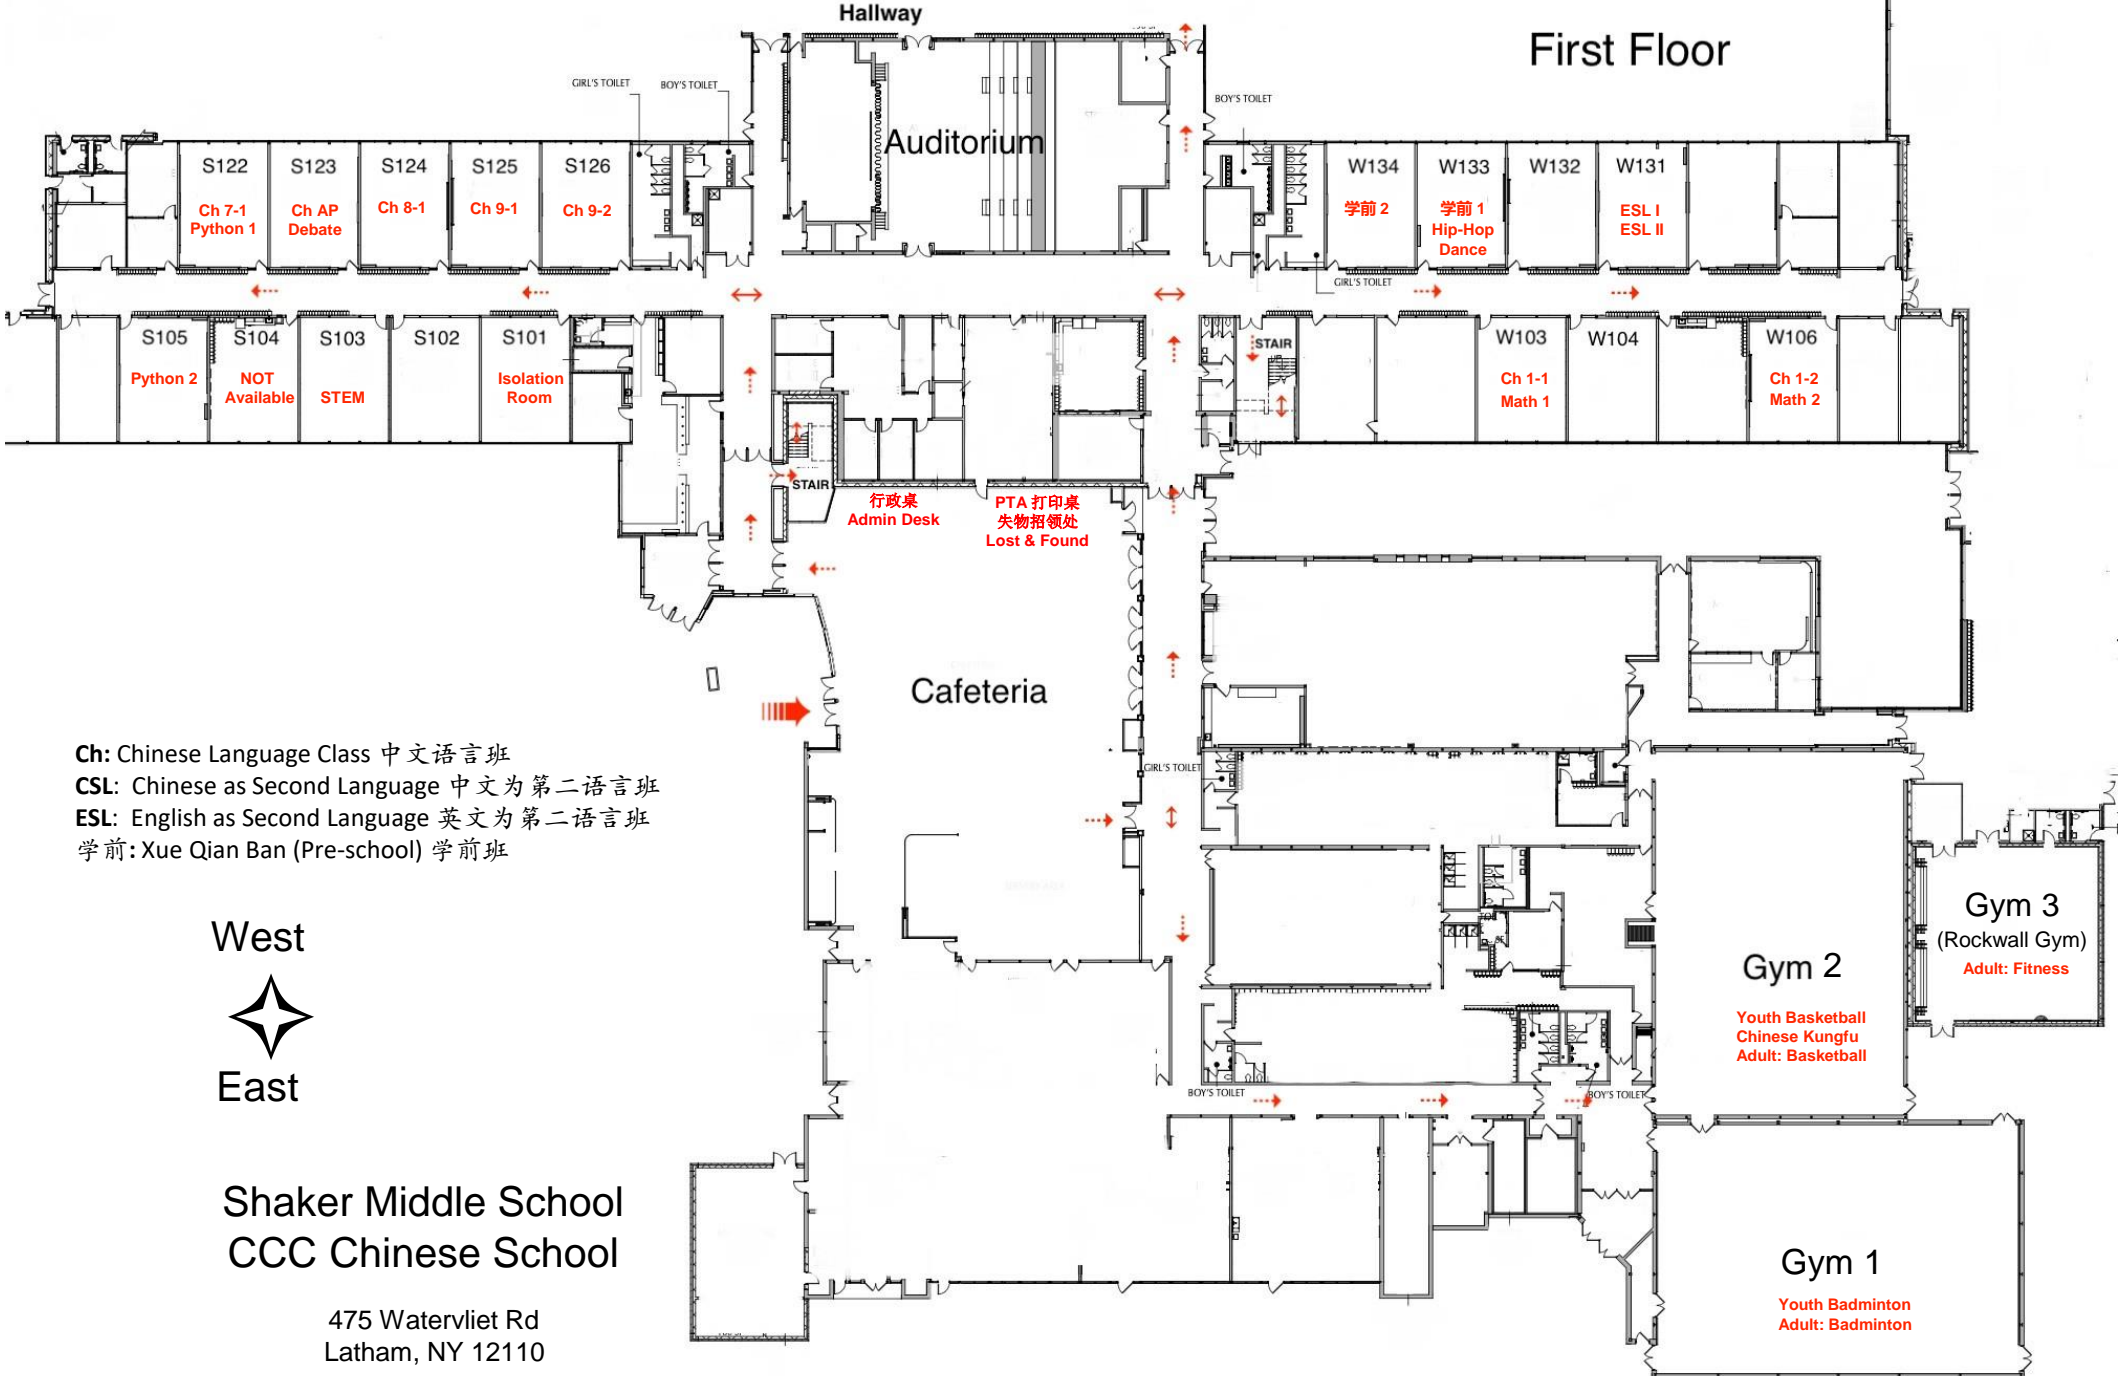 Hallway
First Floor
GIRL'S TOILET
BOY'S TOILET
BOY'S TOILET
Auditorium
S122
Ch 7-1
Python 1
S123
Ch AP
Debate
S124
Ch 8-1
S125
Ch 9-1
S126
Ch 9-2
W134
学前 2
W133
学前 1
Hip-Hop
Dance
W132
W131
ESL I
ESL II
GIRL'S TOILET
S105
Python 2
S104
NOT
Available
S103
STEM
S102
S101
Isolation
Room
STAIR
W103
Ch 1-1
Math 1
W104
W106
Ch 1-2
Math 2
STAIR
行政桌
Admin Desk
PTA 打印桌
失物招领处
Lost & Found
Cafeteria
Ch: Chinese Language Class 中文语言班
CSL: Chinese as Second Language 中文为第二语言班
ESL: English as Second Language 英文为第二语言班
学前: Xue Qian Ban (Pre-school) 学前班
GIRL'S TOILET
West
East
Gym 3
(Rockwall Gym)
Adult: Fitness
Gym 2
Youth Basketball
Chinese Kungfu
Adult: Basketball
BOY'S TOILET
BOY'S TOILET
Shaker Middle School
CCC Chinese School
475 Watervliet Rd
Latham, NY 12110
Gym 1
Youth Badminton
Adult: Badminton